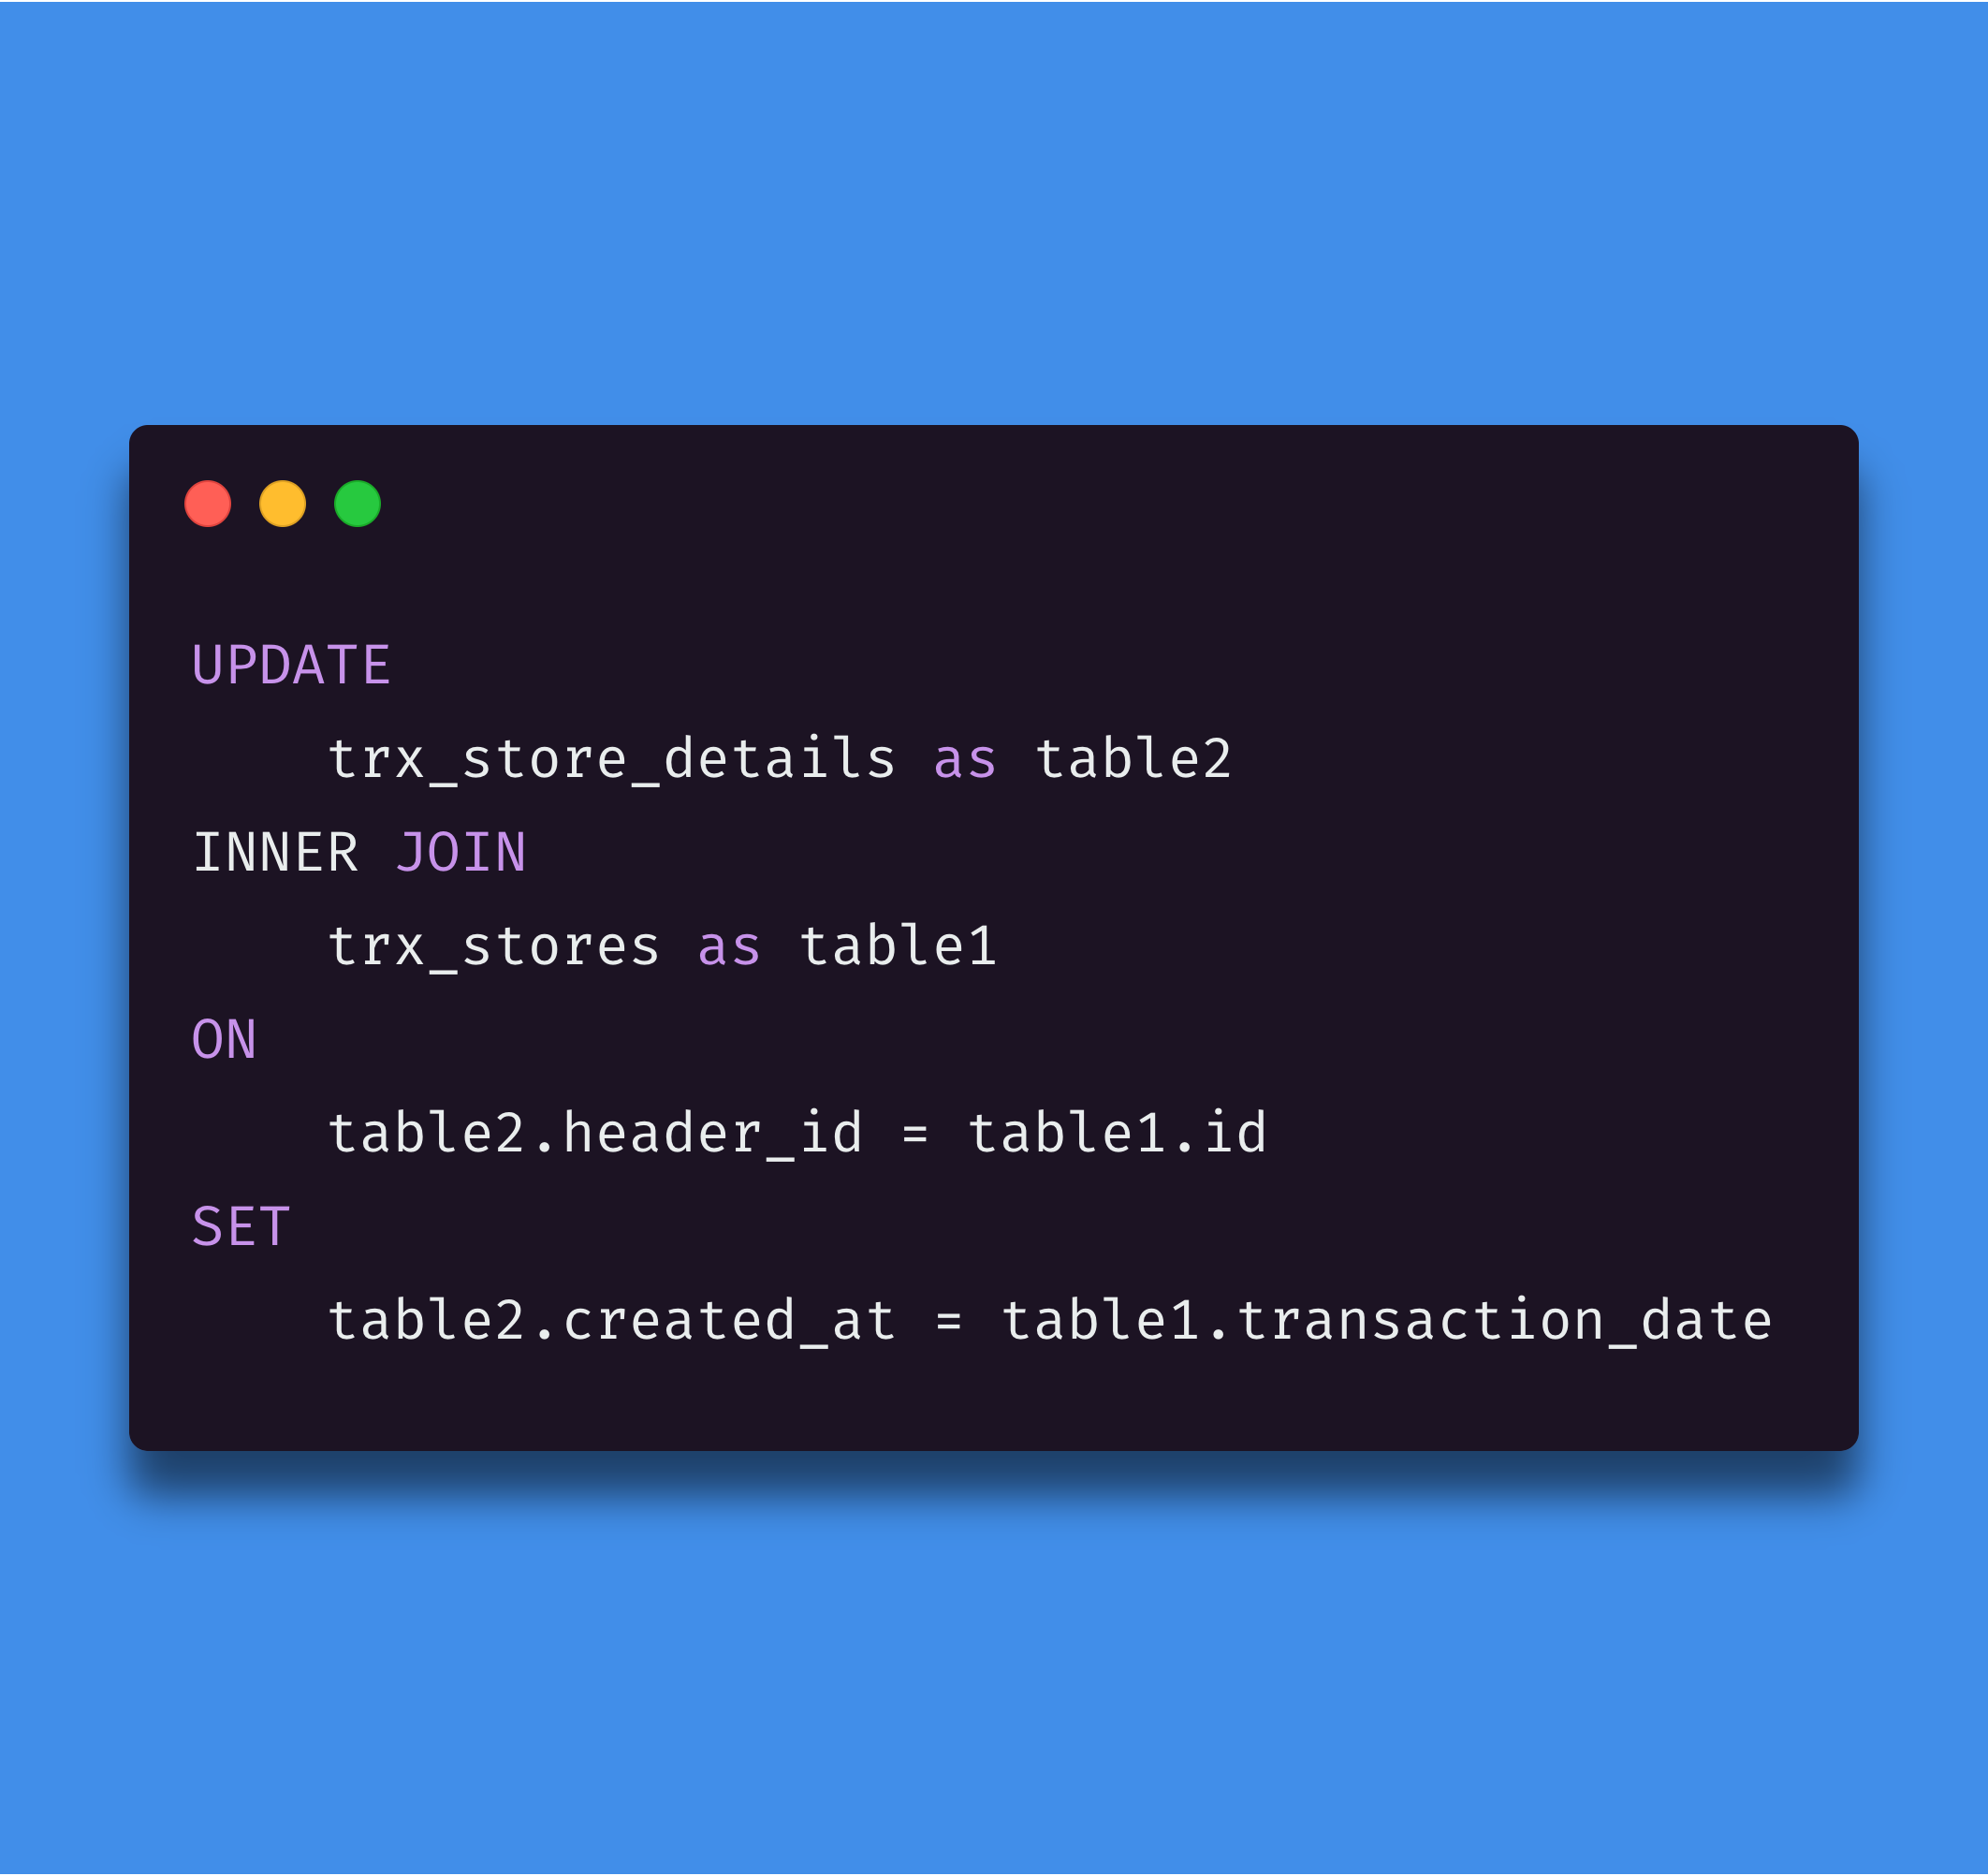 UPDATE
    trx_store_details as table2
INNER JOIN
    trx_stores as table1
ON
    table2.header_id = table1.id
SET
    table2.created_at = table1.transaction_date